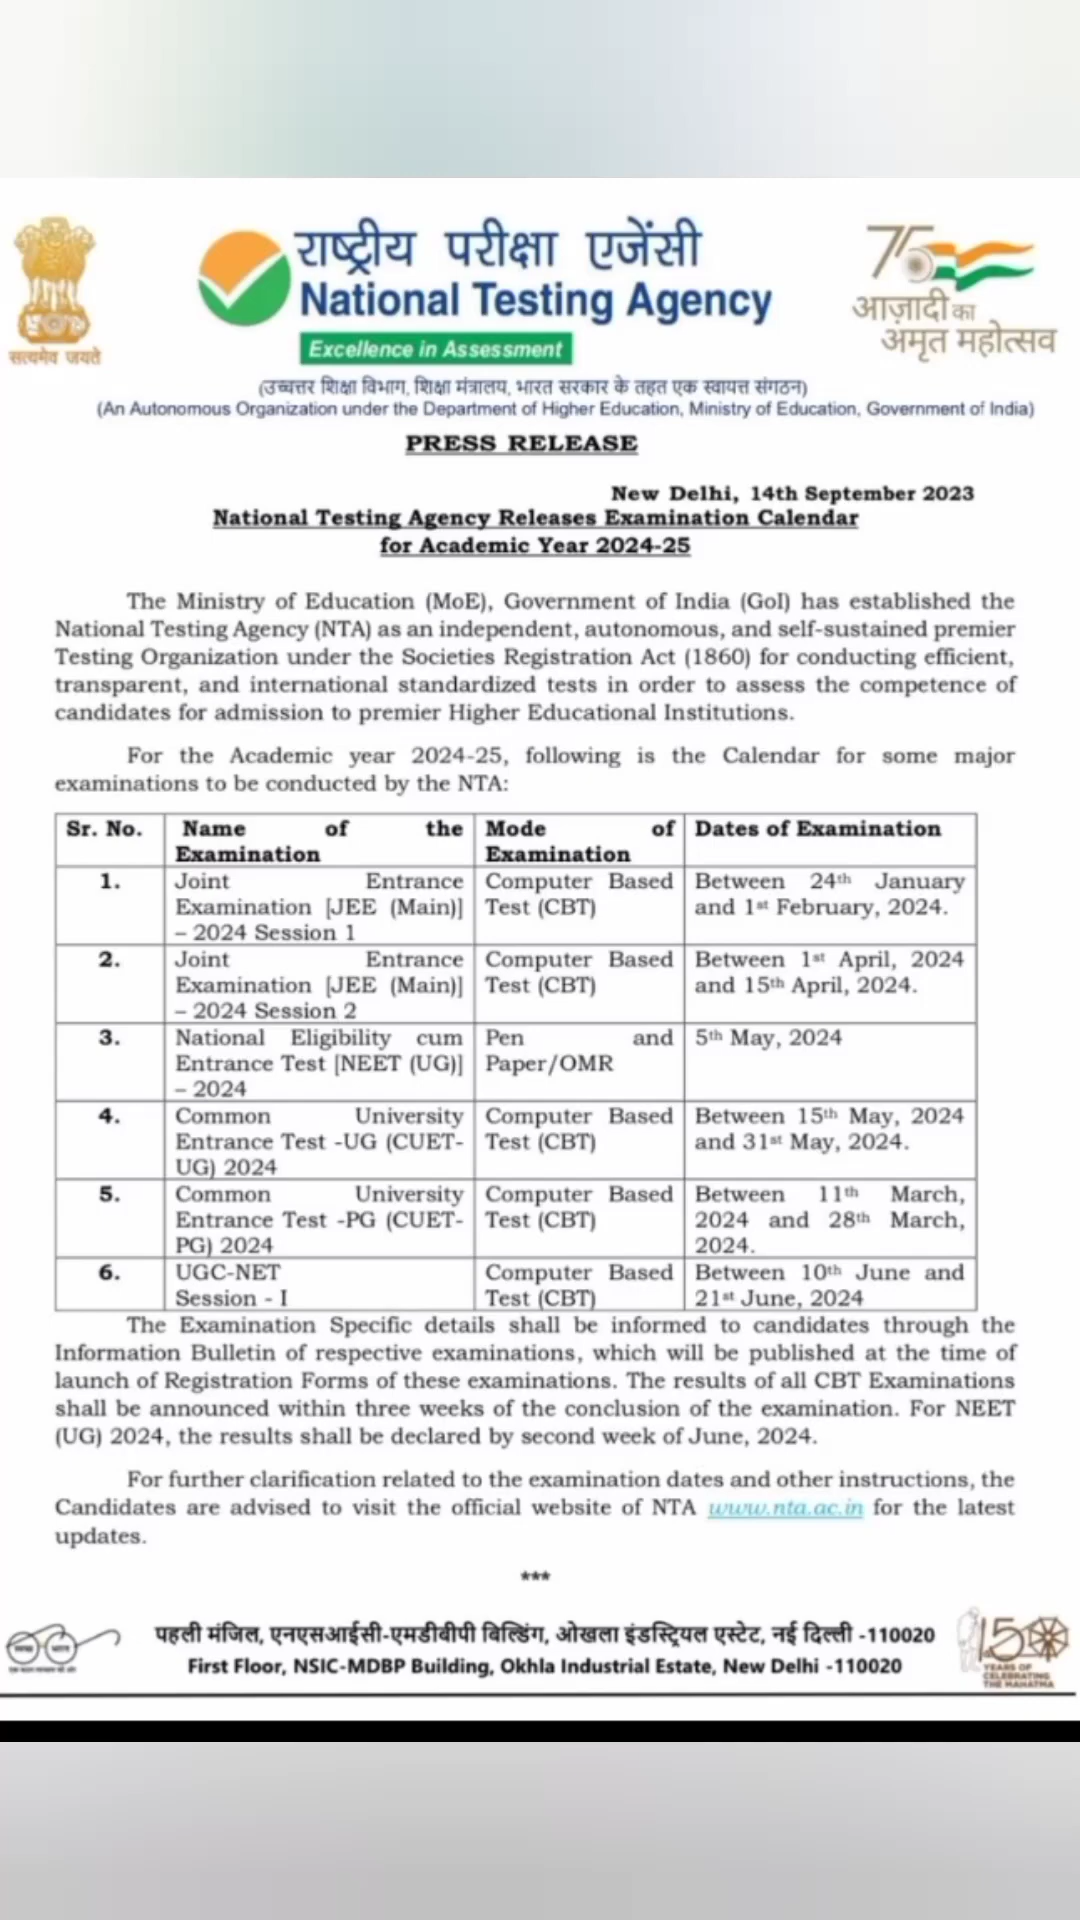 राष्ट्रीय परीक्षा एजेंसी
National Testing Agency
Excellence in Assessment
सत्यमेव जयते
75
आज़ादी का
अमृत महोत्सव
(उच्चत्तर शिक्षा विभाग, शिक्षा मंत्रालय, भारत सरकार के तहत एक स्वायत्त संगठन)
(An Autonomous Organization under the Department of Higher Education, Ministry of Education, Government of India)
PRESS RELEASE
New Delhi, 14th September 2023
National Testing Agency Releases Examination Calendar
for Academic Year 2024-25
The Ministry of Education (MoE), Government of India (GoI) has established the
National Testing Agency (NTA) as an independent, autonomous, and self-sustained premier
Testing Organization under the Societies Registration Act (1860) for conducting efficient,
transparent, and international standardized tests in order to assess the competence of
candidates for admission to premier Higher Educational Institutions.
For the Academic year 2024-25, following is the Calendar for some major
examinations to be conducted by the NTA:
Sr. No. Name of the Mode of Dates of Examination
Examination Examination
1. Joint Entrance Computer Based Between 24th January
Examination [JEE (Main)] Test (CBT) and 1st February, 2024.
– 2024 Session 1
2. Joint Entrance Computer Based Between 1st April, 2024
Examination [JEE (Main)] Test (CBT) and 15th April, 2024.
– 2024 Session 2
3. National Eligibility cum Pen and 5th May, 2024
Entrance Test [NEET (UG)] Paper/OMR
– 2024
4. Common University Computer Based Between 15th May, 2024
Entrance Test -UG (CUET- Test (CBT) and 31st May, 2024.
UG) 2024
5. Common University Computer Based Between 11th March,
Entrance Test -PG (CUET- Test (CBT) 2024 and 28th March,
PG) 2024 2024.
6. UGC-NET Computer Based Between 10th June and
Session - I Test (CBT) 21st June, 2024
The Examination Specific details shall be informed to candidates through the
Information Bulletin of respective examinations, which will be published at the time of
launch of Registration Forms of these examinations. The results of all CBT Examinations
shall be announced within three weeks of the conclusion of the examination. For NEET
(UG) 2024, the results shall be declared by second week of June, 2024.
For further clarification related to the examination dates and other instructions, the
Candidates are advised to visit the official website of NTA www.nta.ac.in for the latest
updates.
***
पहली मंजिल, एनएसआईसी-एमडीबीपी बिल्डिंग, ओखला इंडस्ट्रियल एस्टेट, नई दिल्ली -110020
First Floor, NSIC-MDBP Building, Okhla Industrial Estate, New Delhi -110020
150
YEARS OF
CELEBRATING
THE MAHATMA